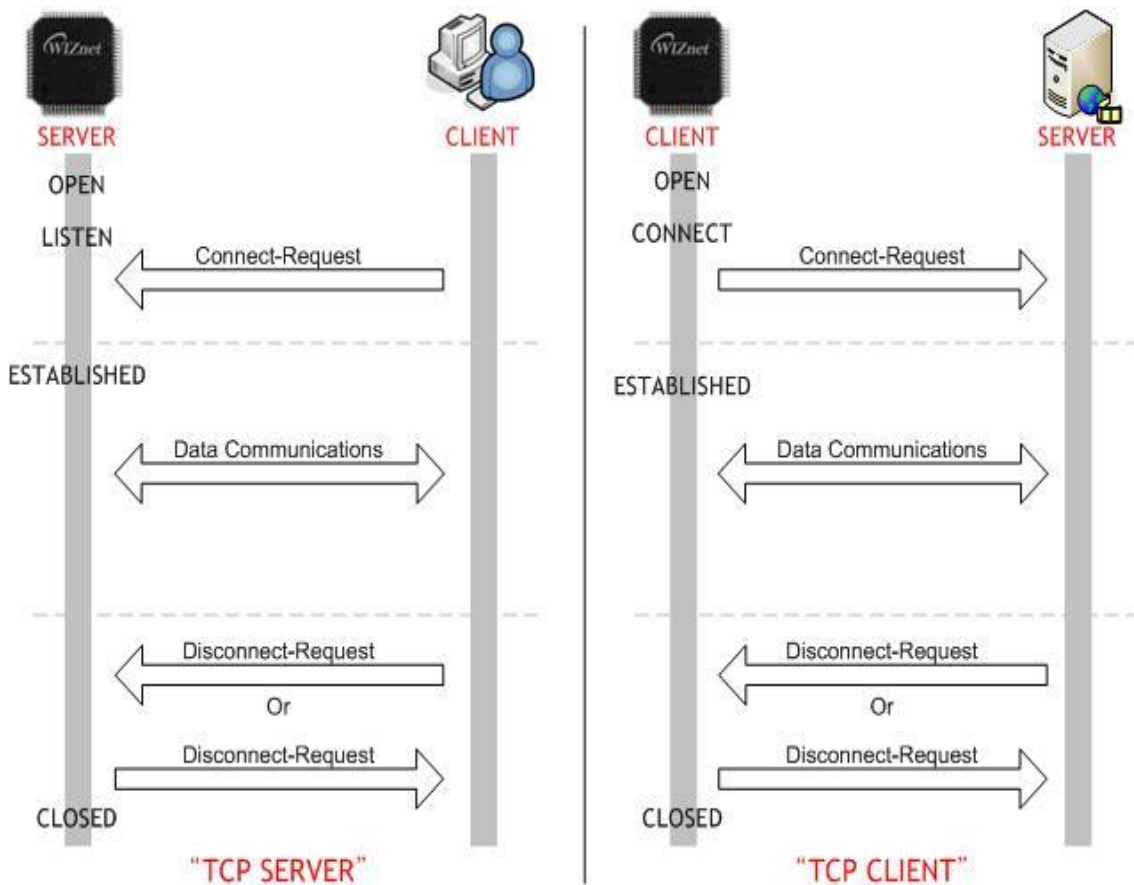 WIZnet
SERVER
CLIENT
OPEN
LISTEN
Connect-Request
ESTABLISHED
Data Communications
Disconnect-Request
Or
Disconnect-Request
CLOSED
"TCP SERVER"
WIZnet
CLIENT
SERVER
OPEN
CONNECT
Connect-Request
ESTABLISHED
Data Communications
Disconnect-Request
Or
Disconnect-Request
CLOSED
"TCP CLIENT"